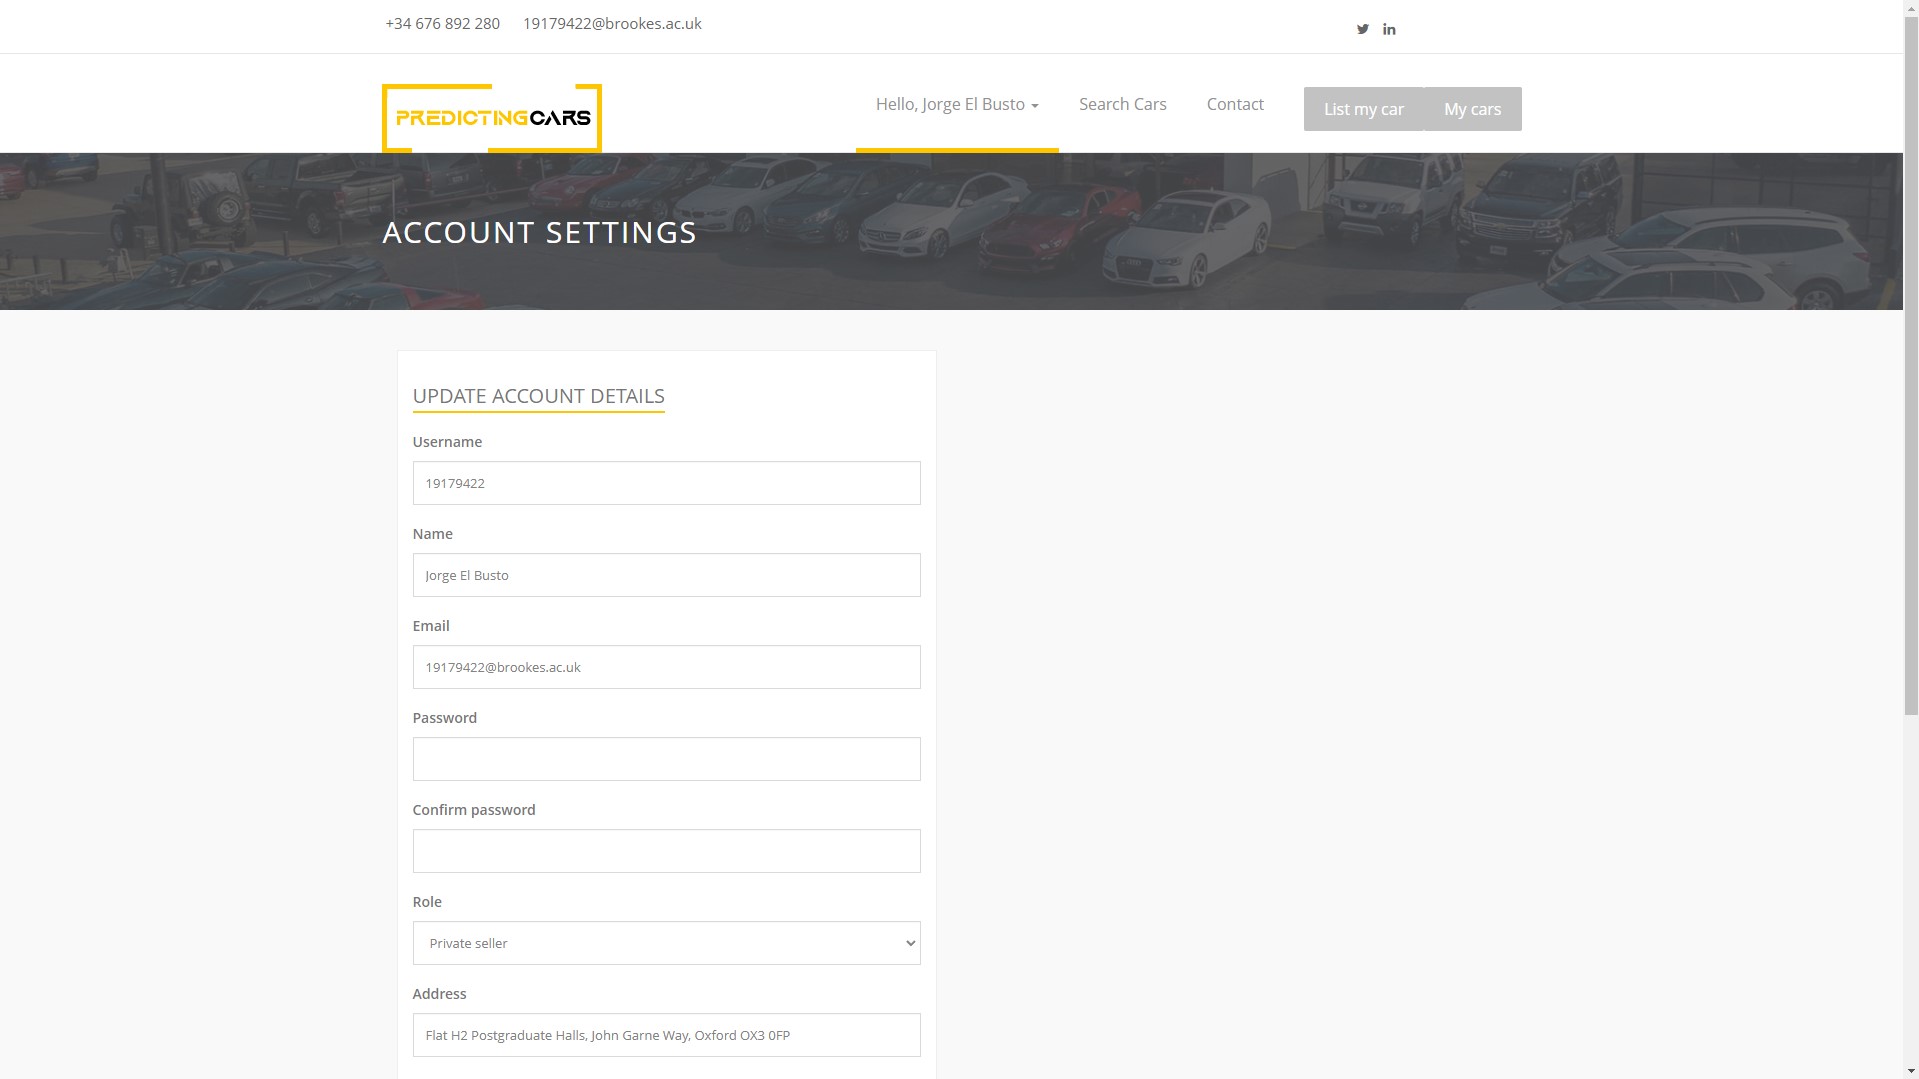 +34 676 892 280 19179422@brookes.ac.uk
PREDICTINGCARS
Hello, Jorge El Busto Search Cars Contact List my car My cars
ACCOUNT SETTINGS
UPDATE ACCOUNT DETAILS
Username
19179422
Name
Jorge El Busto
Email
19179422@brookes.ac.uk
Password
Confirm password
Role
Private seller
Address
Flat H2 Postgraduate Halls, John Garne Way, Oxford OX3 0FP